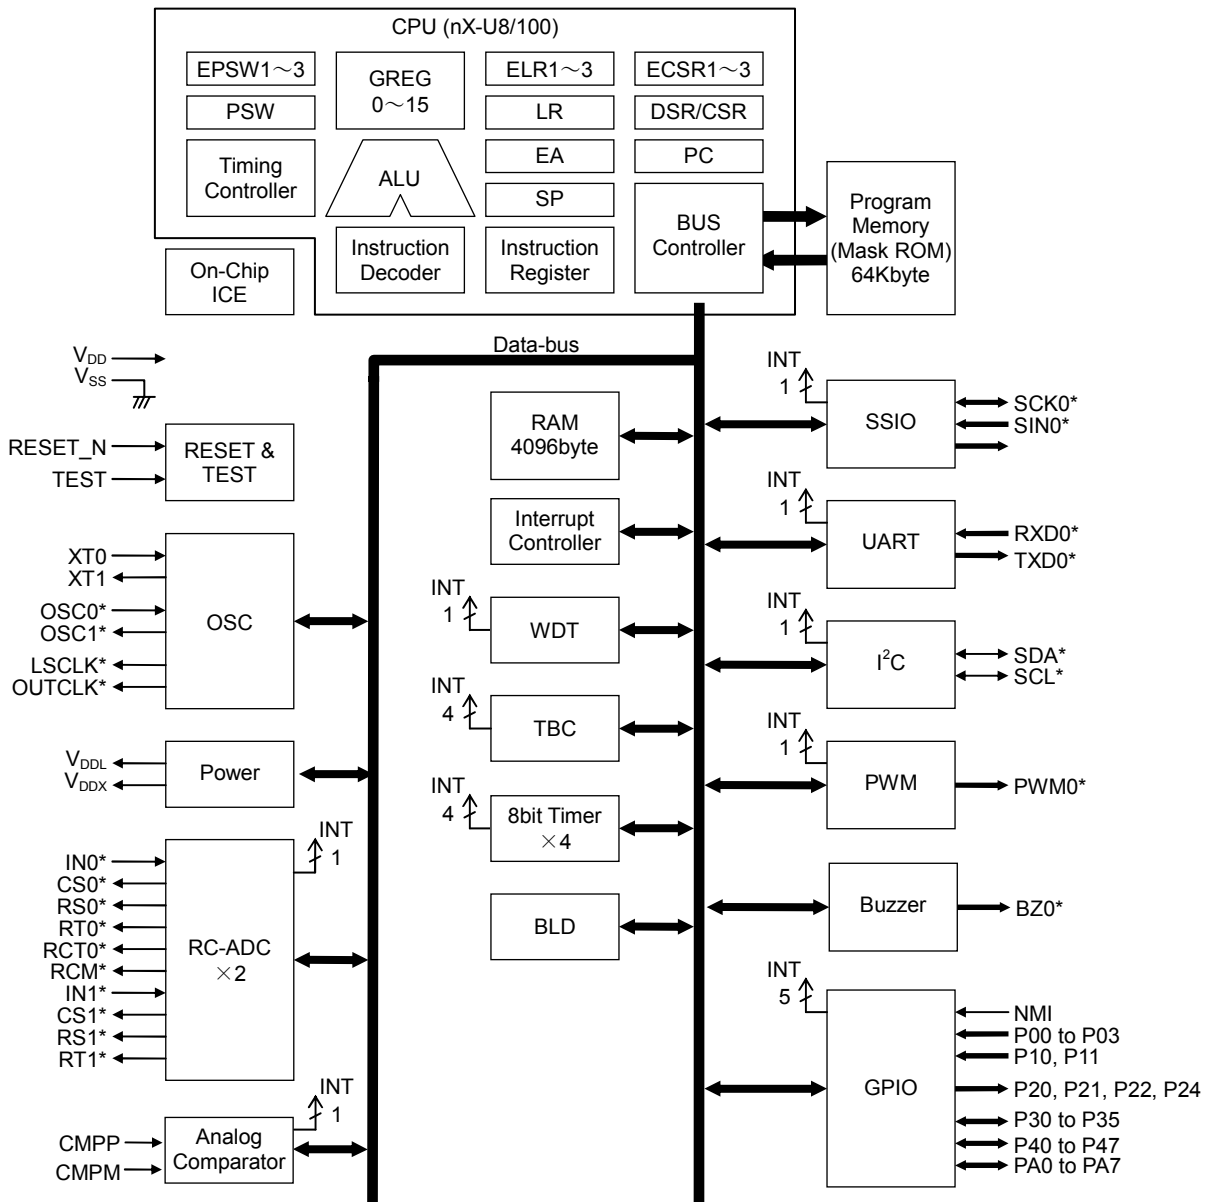 CPU (nX-U8/100)
EPSW1～3
GREG
0～15
ELR1～3
ECSR1～3
PSW
LR
DSR/CSR
Timing
Controller
ALU
EA
PC
SP
BUS
Controller
Program
Memory
(Mask ROM)
64Kbyte
On-Chip
ICE
Instruction
Decoder
Instruction
Register
Data-bus
VDD
VSS
RESET_N
TEST
RESET &
TEST
XT0
XT1
OSC0*
OSC1*
LSCLK*
OUTCLK*
OSC
VDDL
VDDX
Power
IN0*
CS0*
RS0*
RT0*
RCT0*
RCM*
IN1*
CS1*
RS1*
RT1*
RC-ADC
×2
INT
1
CMPP
CMPM
Analog
Comparator
INT
1
RAM
4096byte
Interrupt
Controller
INT
1
WDT
INT
4
TBC
INT
4
8bit Timer
×4
BLD
INT
1
SSIO
SCK0*
SIN0*
INT
1
UART
RXD0*
TXD0*
INT
1
I²C
SDA*
SCL*
INT
1
PWM
PWM0*
Buzzer
BZ0*
INT
5
GPIO
NMI
P00 to P03
P10, P11
P20, P21, P22, P24
P30 to P35
P40 to P47
PA0 to PA7